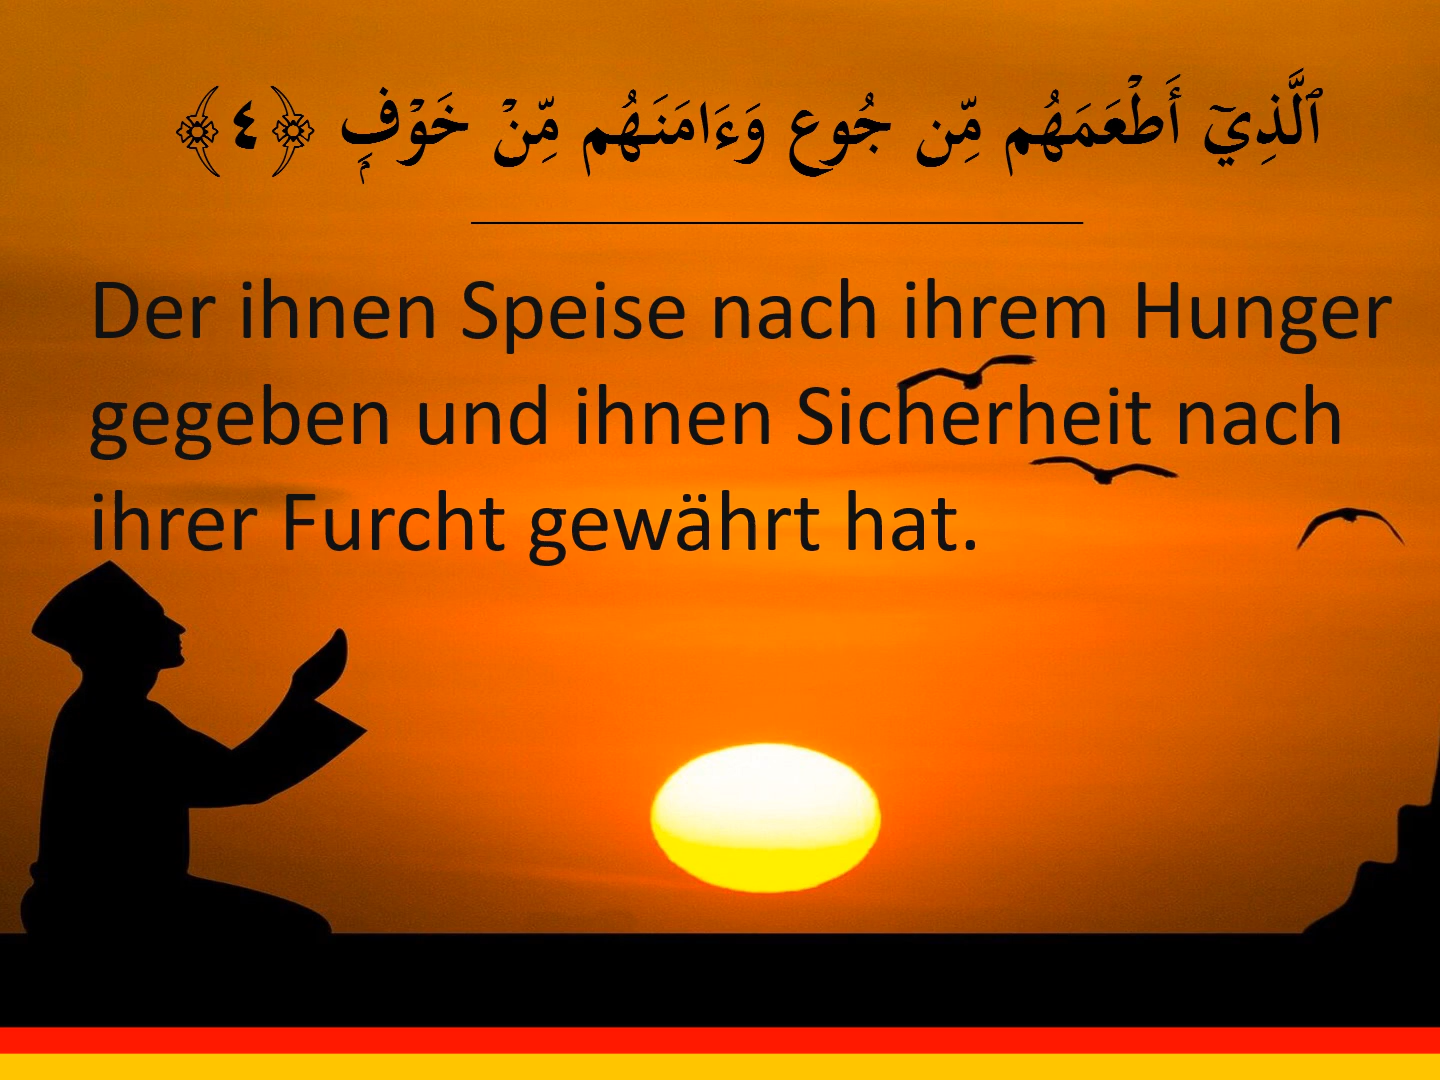 ٱلَّذِيٓ أَطْعَمَهُم مِّن جُوع وَءَامَنَهُم مِّنْ خَوْفٍۭ ﴿٤﴾
Der ihnen Speise nach ihrem Hunger
gegeben und ihnen Sicherheit nach
ihrer Furcht gewährt hat.